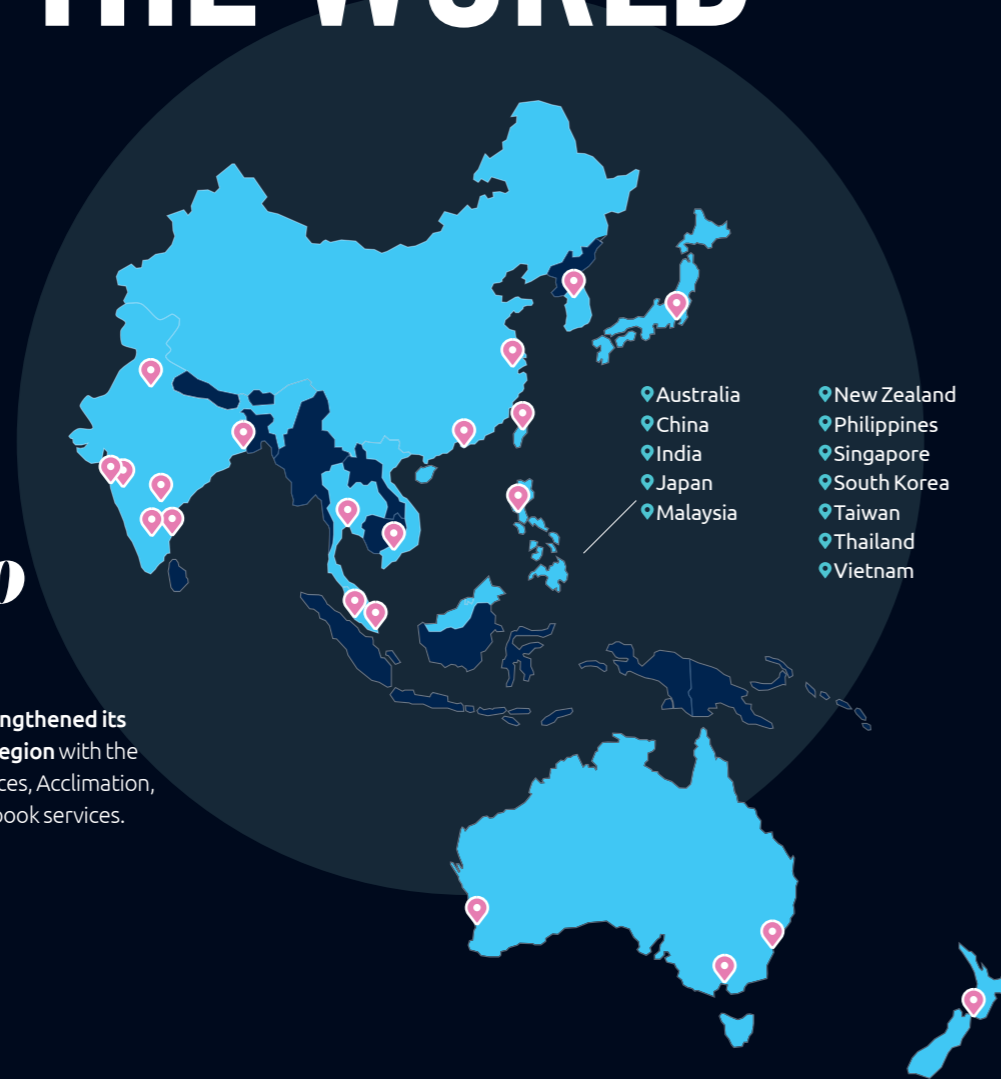 THE WORLD
Australia
China
India
Japan
Malaysia
New Zealand
Philippines
Singapore
South Korea
Taiwan
Thailand
Vietnam
ngthened its
egion with the
ces, Acclimation,
ook services.